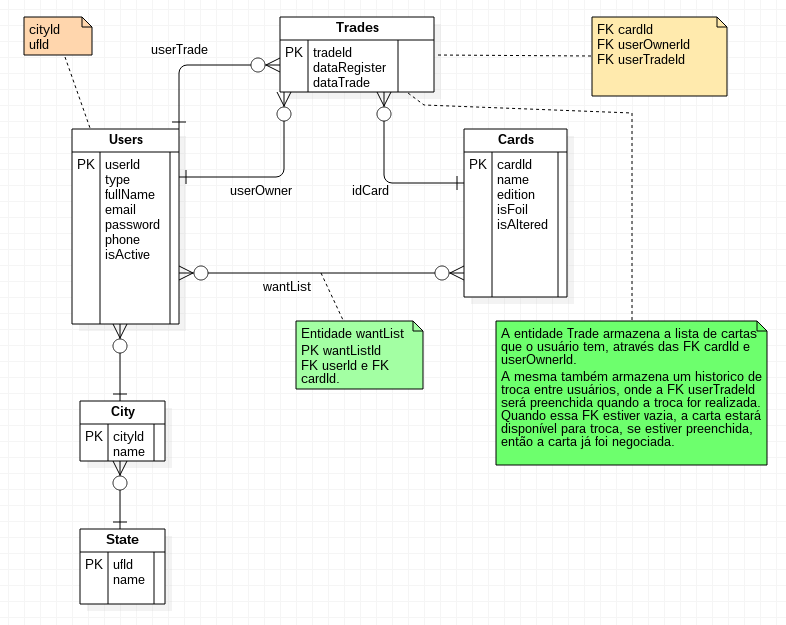 cityId
ufId
userTrade
Trades
PK tradeId
dataRegister
dataTrade
FK cardId
FK userOwnerId
FK userTradeId
Users
PK userId
type
fullName
email
password
phone
isActive
userOwner
idCard
Cards
PK cardId
name
edition
isFoil
isAltered
wantList
Entidade wantList
PK wantListId
FK userId e FK
cardId.
A entidade Trade armazena a lista de cartas
que o usuário tem, através das FK cardId e
userOwnerId.
A mesma também armazena um historico de
troca entre usuários, onde a FK userTradeId
será preenchida quando a troca for realizada.
Quando essa FK estiver vazia, a carta estará
disponível para troca, se estiver preenchida,
então a carta já foi negociada.
City
PK cityId
name
State
PK ufId
name